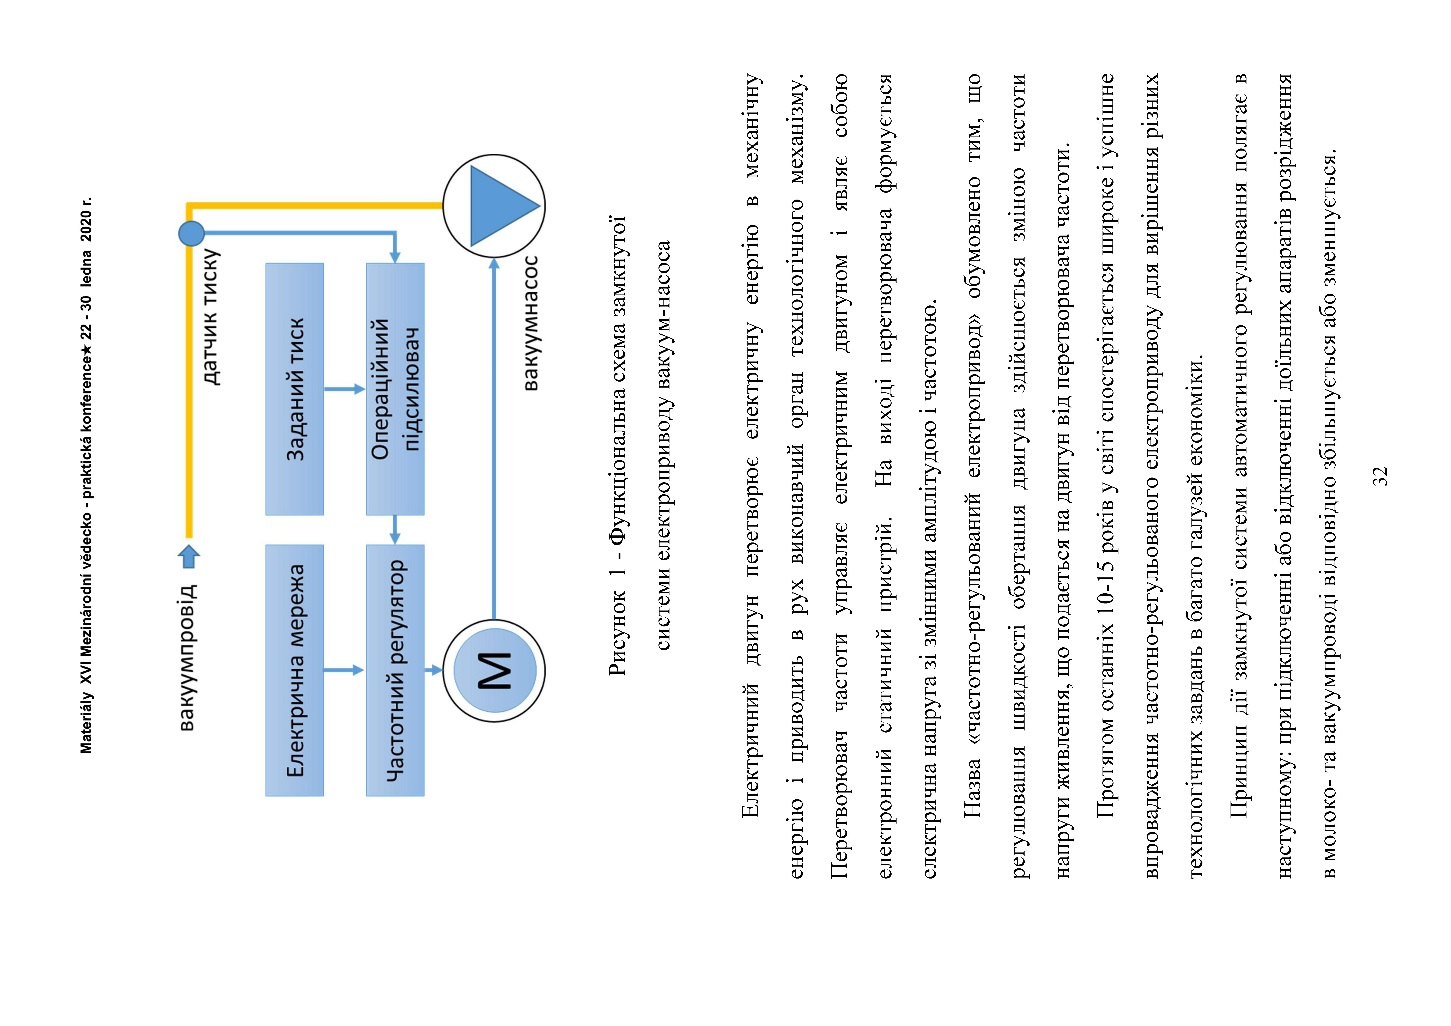 Materiály XVI Mezinárodní vědecko - praktická konference★ 22 - 30 ledna 2020 r.
вакуумпровід
датчик тиску
Електрична мережа
Заданий тиск
Частотний регулятор
Операційний
підсилювач
М
вакуумнасос
Рисунок 1 - Функціональна схема замкнутої
системи електроприводу вакуум-насоса
Електричний двигун перетворює електричну енергію в механічну
енергію і приводить в рух виконавчий орган технологічного механізму.
Перетворювач частоти управляє електричним двигуном і являє собою
електронний статичний пристрій. На виході перетворювача формується
електрична напруга зі змінними амплітудою і частотою.
Назва «частотно-регульований електропривод» обумовлено тим, що
регулювання швидкості обертання двигуна здійснюється зміною частоти
напруги живлення, що подається на двигун від перетворювача частоти.
Протягом останніх 10-15 років у світі спостерігається широке і успішне
впровадження частотно-регульованого електроприводу для вирішення різних
технологічних завдань в багато галузей економіки.
Принцип дії замкнутої системи автоматичного регулювання полягає в
наступному: при підключенні або відключенні доїльних апаратів розрідження
в молоко- та вакуумпроводі відповідно збільшується або зменшується.
32